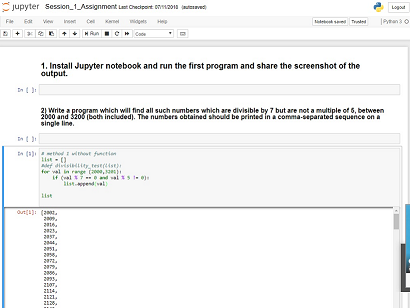 jupyter Session_1_Assignment Last Checkpoint: 07/11/2018 (autosaved)
Logout
File Edit View Insert Cell Kernel Widgets Help
Notebook saved Trusted Python 3
Run Code
1. Install Jupyter notebook and run the first program and share the screenshot of the
output.
In [ ]:
2) Write a program which will find all such numbers which are divisible by 7 but are not a multiple of 5, between
2000 and 3200 (both included). The numbers obtained should be printed in a comma-separated sequence on a
single line.
In [ ]:
In [1]: # method 1 without function
list = []
#def divisibility_test(list):
for val in range (2000,3201):
if (val % 7 == 0 and val % 5 != 0):
list.append(val)
list
Out[1]: [2002,
2009,
2016,
2023,
2037,
2044,
2051,
2058,
2072,
2079,
2086,
2093,
2107,
2114,
2121,
2128,